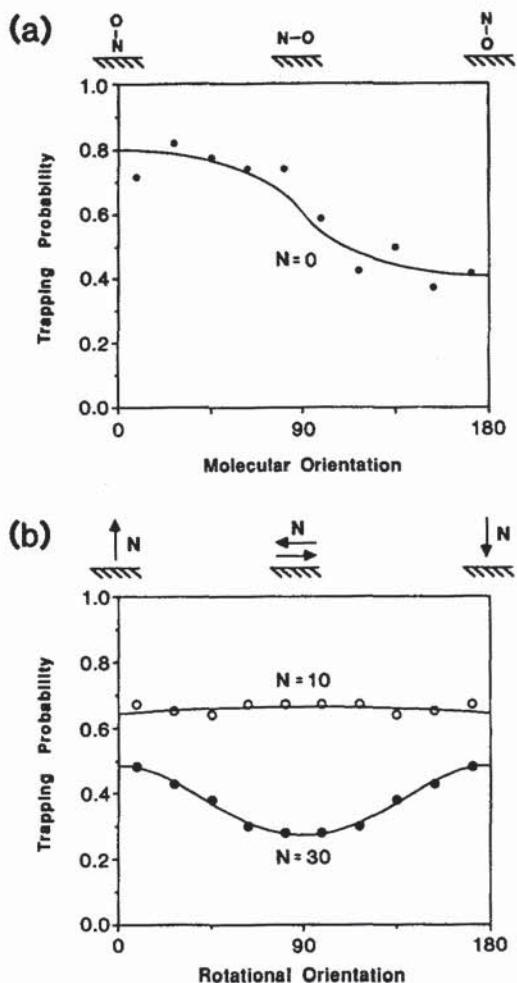 (a)
O
N
N–O
N
O
1.0
0.8
0.6
0.4
0.2
0.0
Trapping Probability
N=0
0
90
180
Molecular Orientation
(b)
N
N
N
1.0
0.8
0.6
0.4
0.2
0.0
Trapping Probability
N=10
N=30
0
90
180
Rotational Orientation